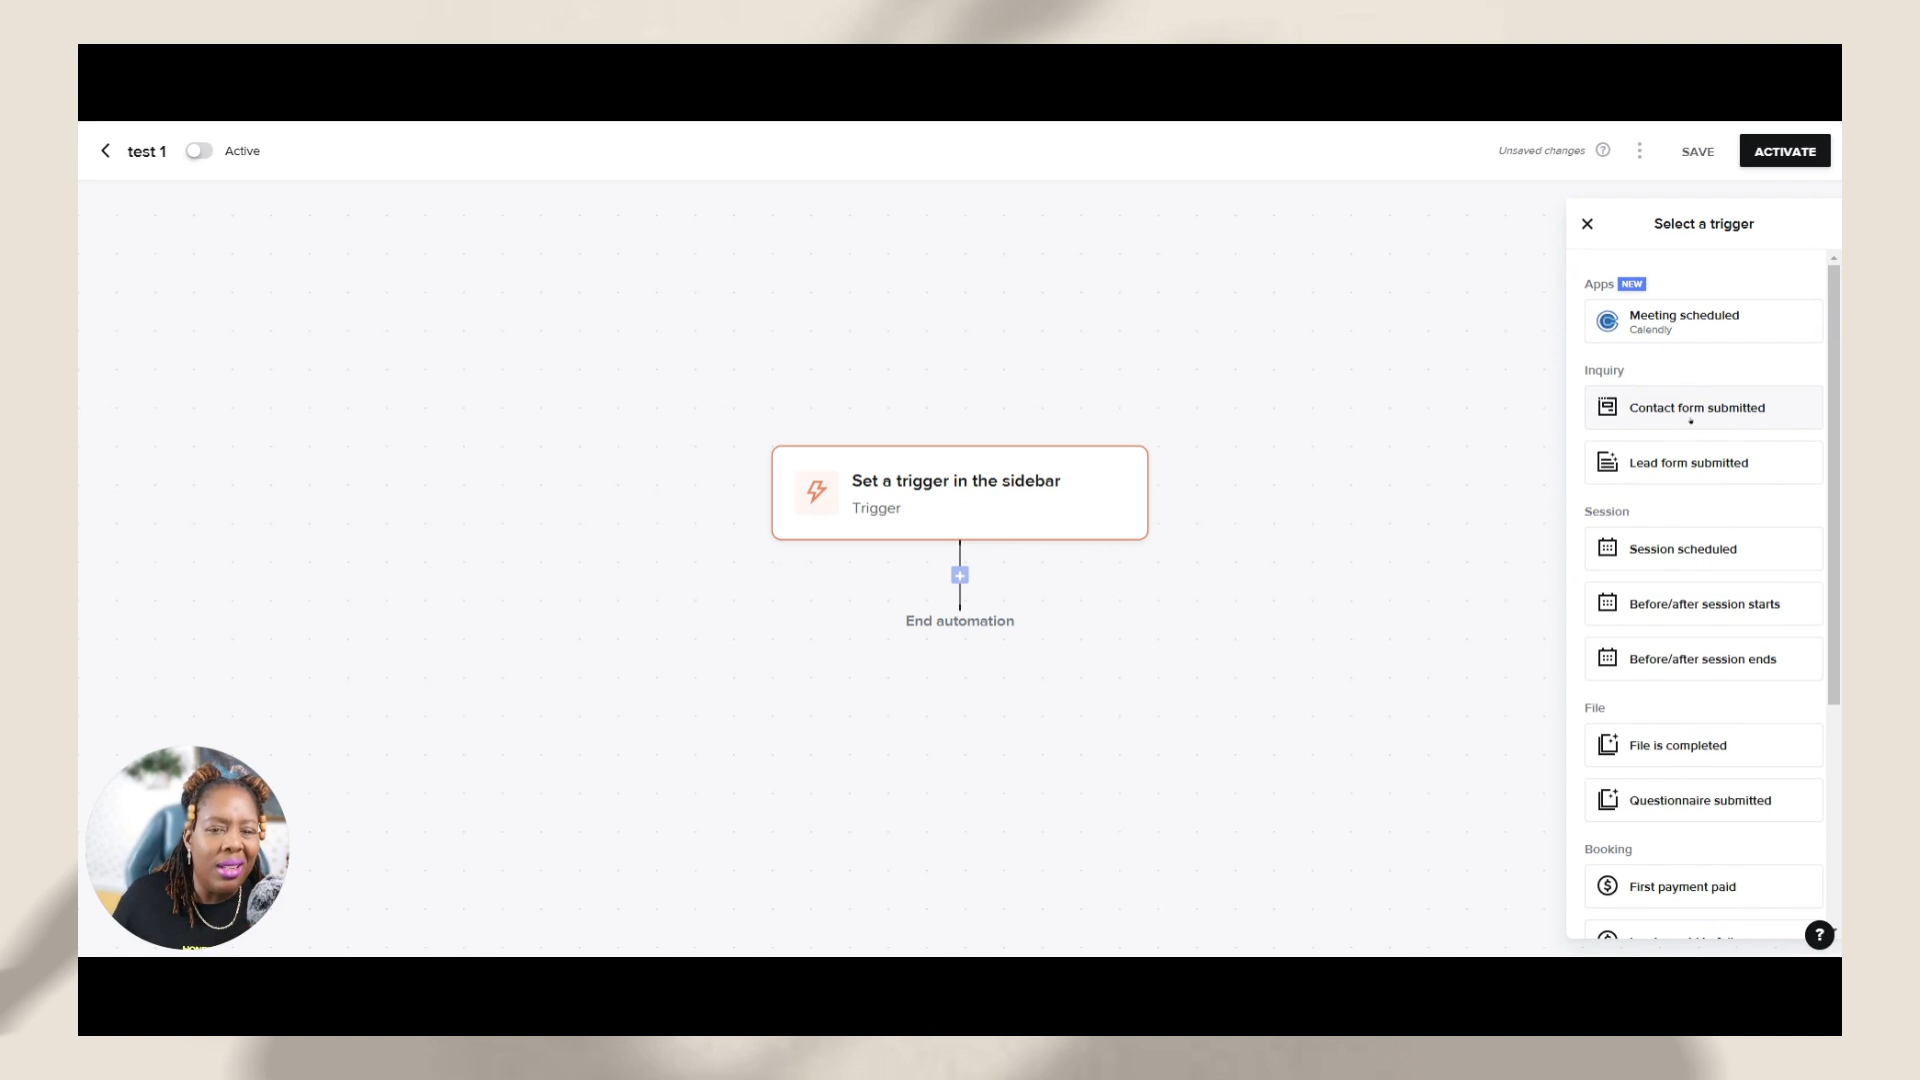 test 1
Active
Unsaved changes
SAVE
ACTIVATE
Select a trigger
Apps NEW
Meeting scheduled
Calendly
Inquiry
Contact form submitted
Lead form submitted
Session
Session scheduled
Before/after session starts
Before/after session ends
File
File is completed
Questionnaire submitted
Booking
First payment paid
?
Set a trigger in the sidebar
Trigger
+
End automation